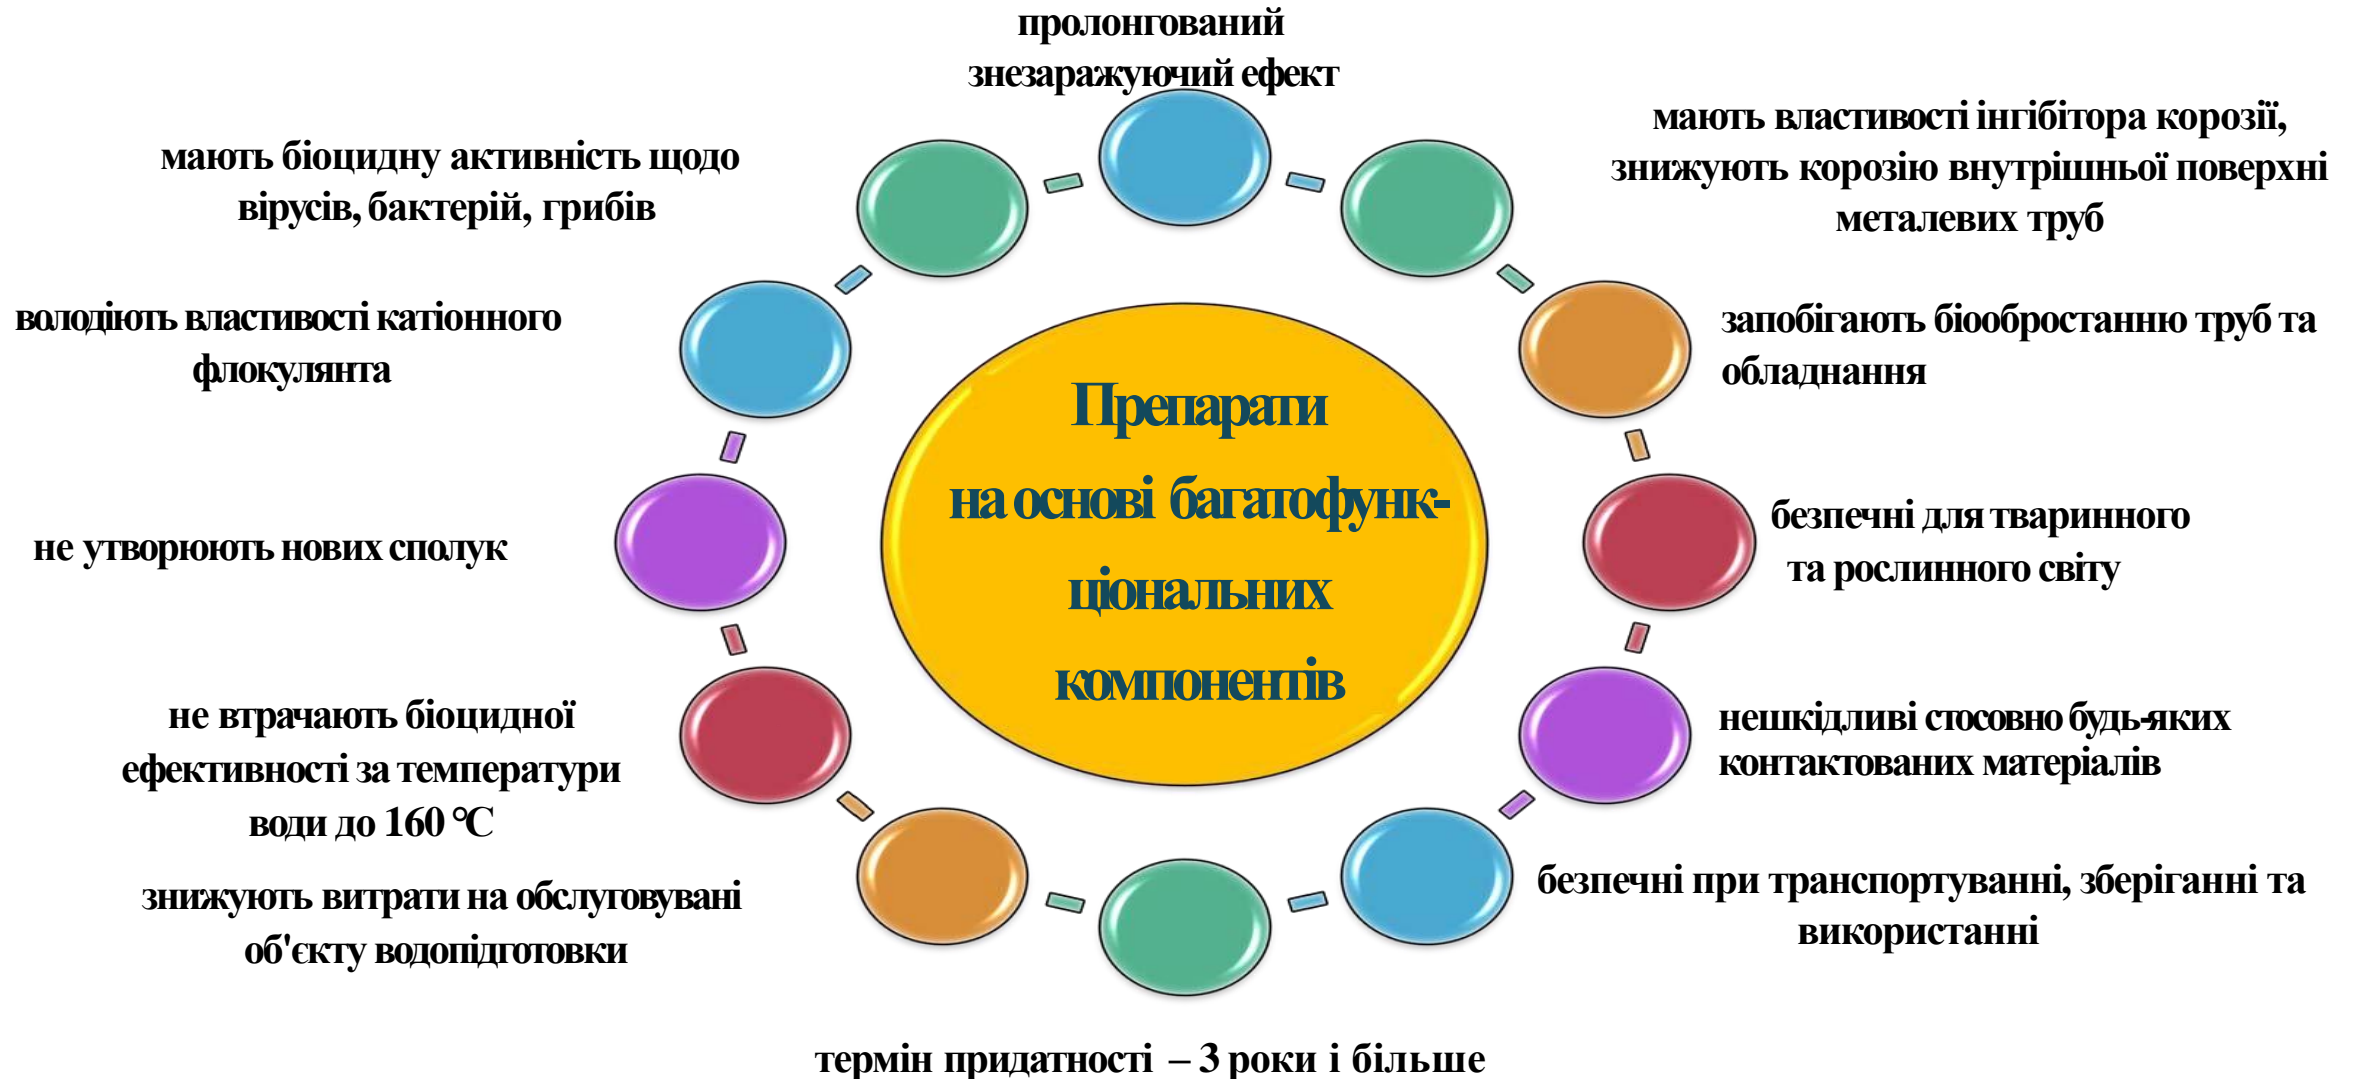 пролонгований
знезаражуючий ефект
мають властивості інгібітора корозії,
знижують корозію внутрішньої поверхні
металевих труб
запобігають біообростанню труб та
обладнання
безпечні для тваринного
та рослинного світу
нешкідливі стосовно будь-яких
контактованих матеріалів
безпечні при транспортуванні, зберіганні та
використанні
термін придатності – 3 роки і більше
знижують витрати на обслуговувані
об'єкту водопідготовки
не втрачають біоцидної
ефективності за температури
води до 160 °С
не утворюють нових сполук
володіють властивості катіонного
флокулянта
мають біоцидну активність щодо
вірусів, бактерій, грибів
Препарати
на основі багатофунк-
ціональних
компонентів